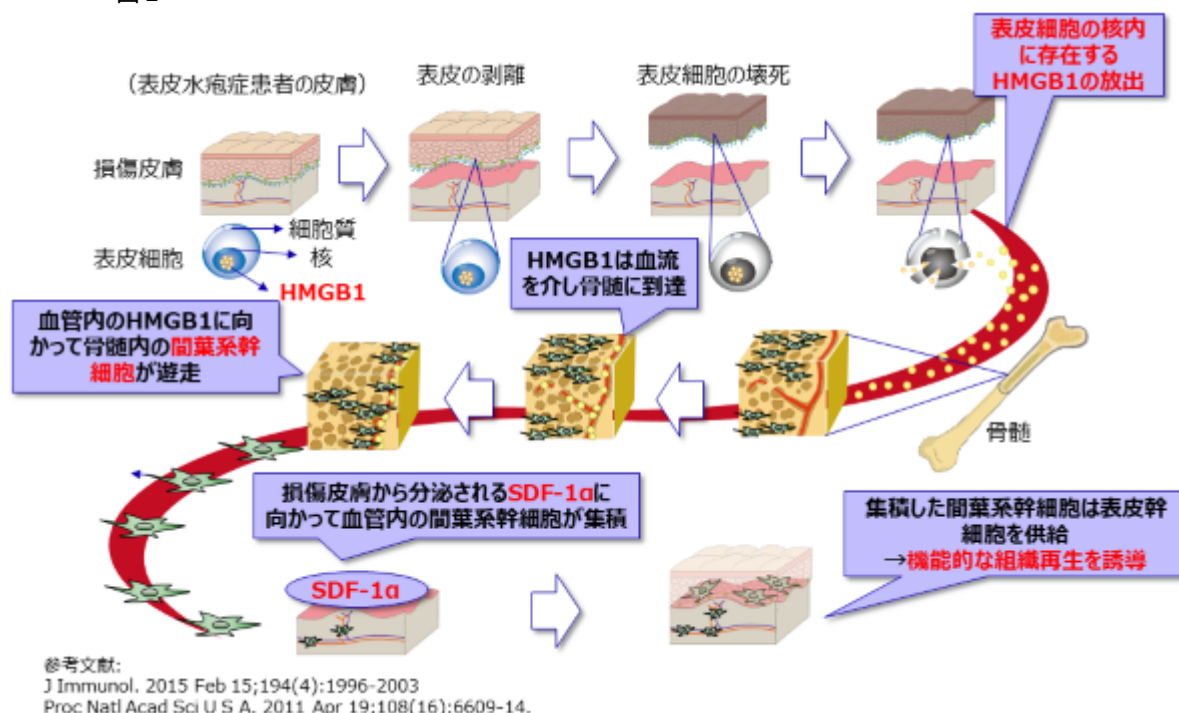 表皮細胞の核内
に存在する
HMGB1の放出
(表皮水疱症患者の皮膚)
表皮の剥離
表皮細胞の壊死
損傷皮膚
細胞質
表皮細胞
核
HMGB1
HMGB1は血流
を介し骨髄に到達
血管内のHMGB1に向
かって骨髄内の間葉系幹
細胞が遊走
骨髄
損傷皮膚から分泌されるSDF-1αに
向かって血管内の間葉系幹細胞が集積
集積した間葉系幹細胞は表皮幹
細胞を供給
→機能的な組織再生を誘導
SDF-1α
参考文献:
J Immunol. 2015 Feb 15;194(4):1996-2003
Proc Natl Acad Sci U S A. 2011 Apr 19;108(16):6609-14.